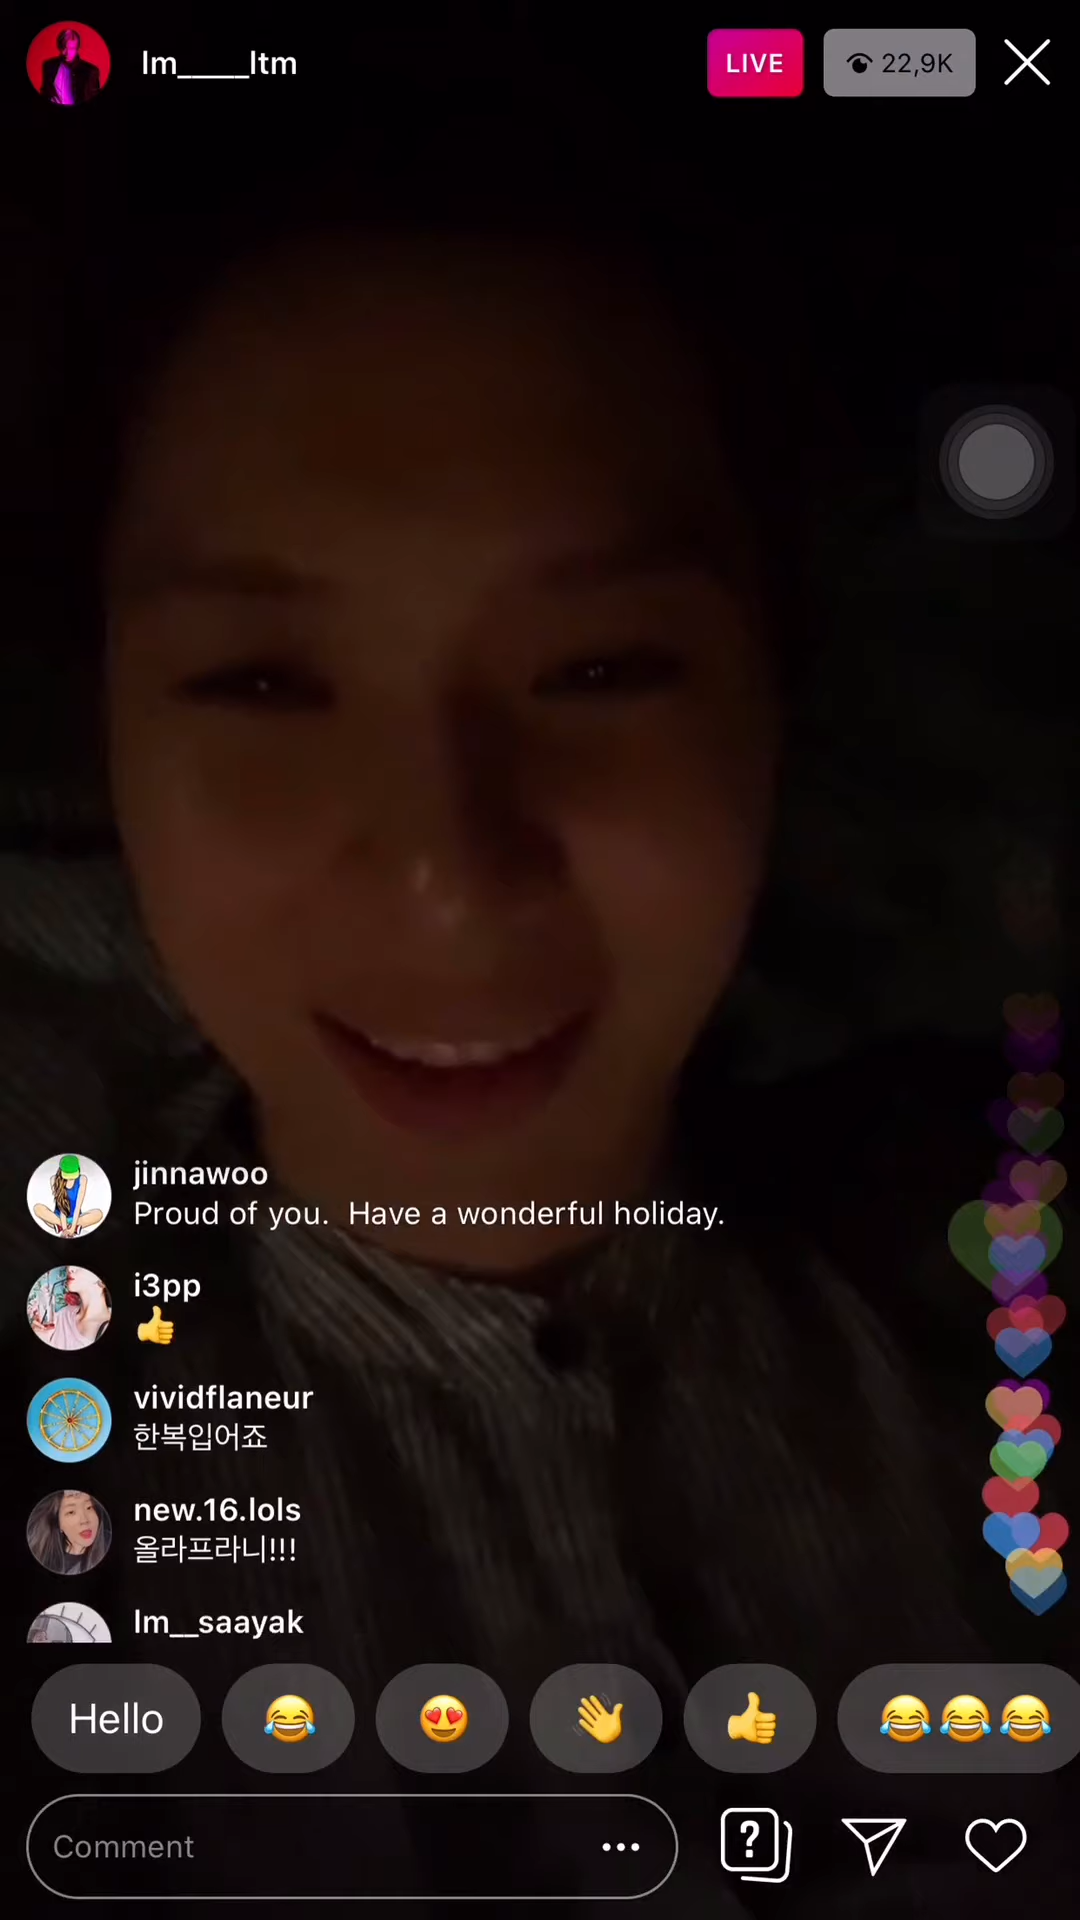 lm_____ltm
LIVE
22,9K
jinnawoo
Proud of you. Have a wonderful holiday.
i3pp
vividflaneur
한복입어죠
new.16.lols
올라프라니!!!
lm__saayak
Hello
Comment